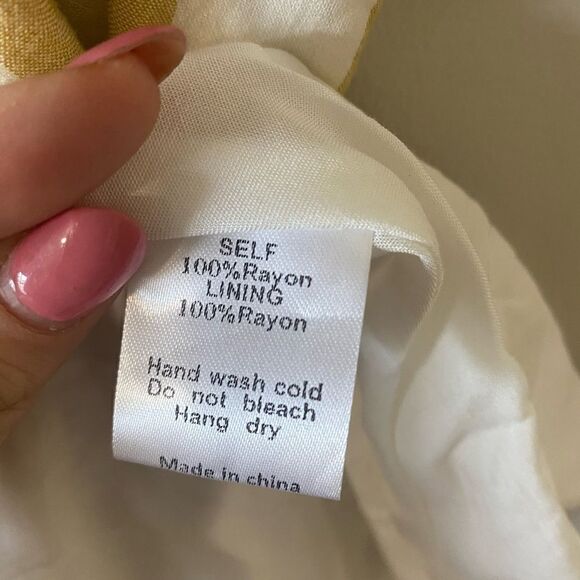 SELF
100%Rayon
LINING
100%Rayon
Hand wash cold
Do not bleach
Hang dry
Made in china